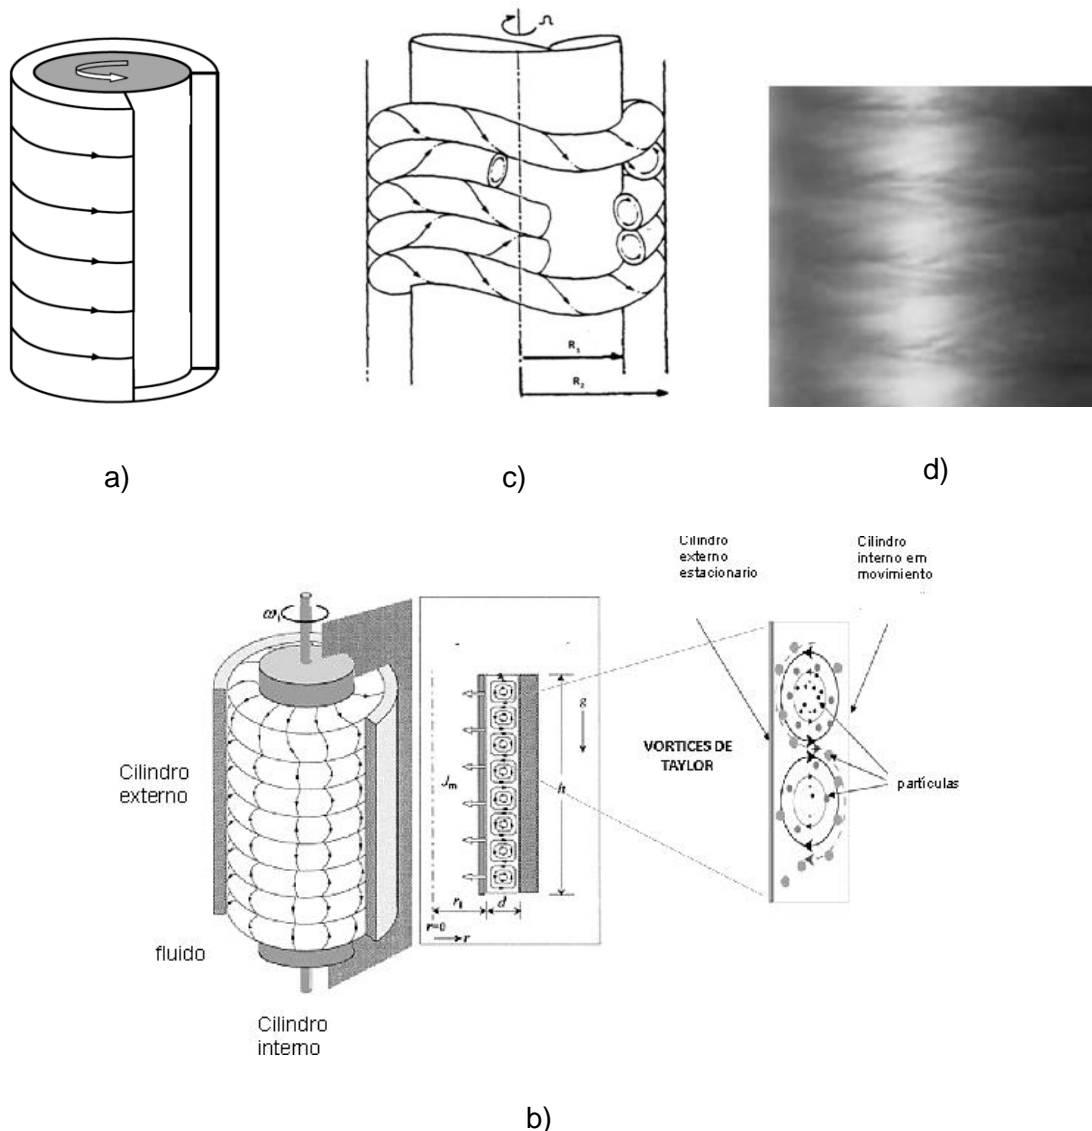 Ω
R₁
R₂
a)
c)
d)
Cilindro
externo
estacionario
Cilindro
interno em
movimiento
ω₁
Cilindro
externo
fluido
Cilindro
interno
Jₘ
h
r₁
d
r=0
r
VORTICES DE
TAYLOR
partículas
b)